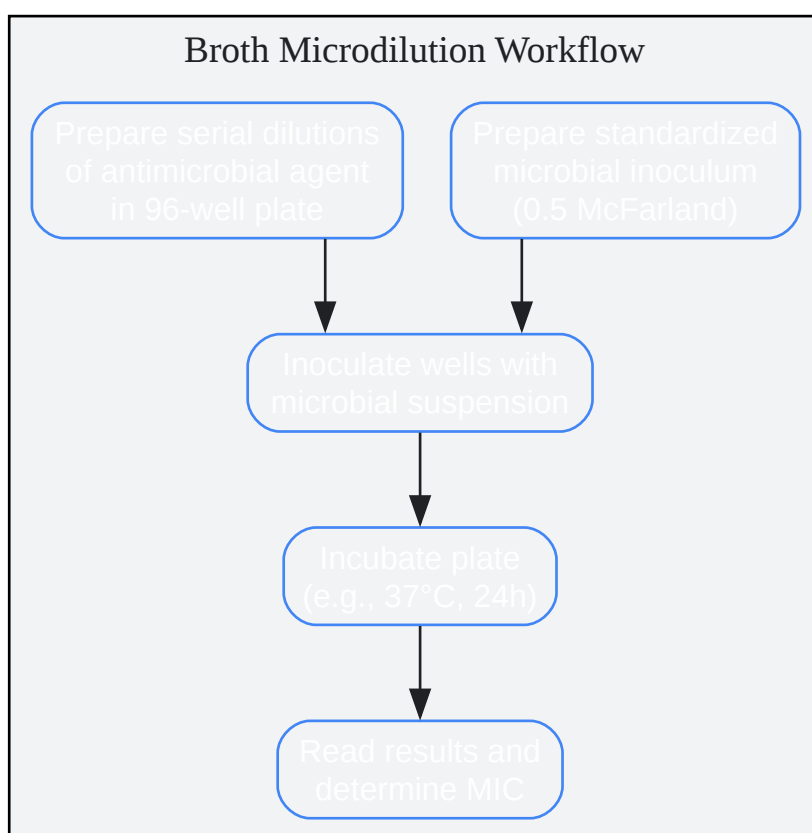 Broth Microdilution Workflow
Prepare serial dilutions
of antimicrobial agent
in 96-well plate
Prepare standardized
microbial inoculum
(0.5 McFarland)
Inoculate wells with
microbial suspension
Incubate plate
(e.g., 37°C, 24h)
Read results and
determine MIC